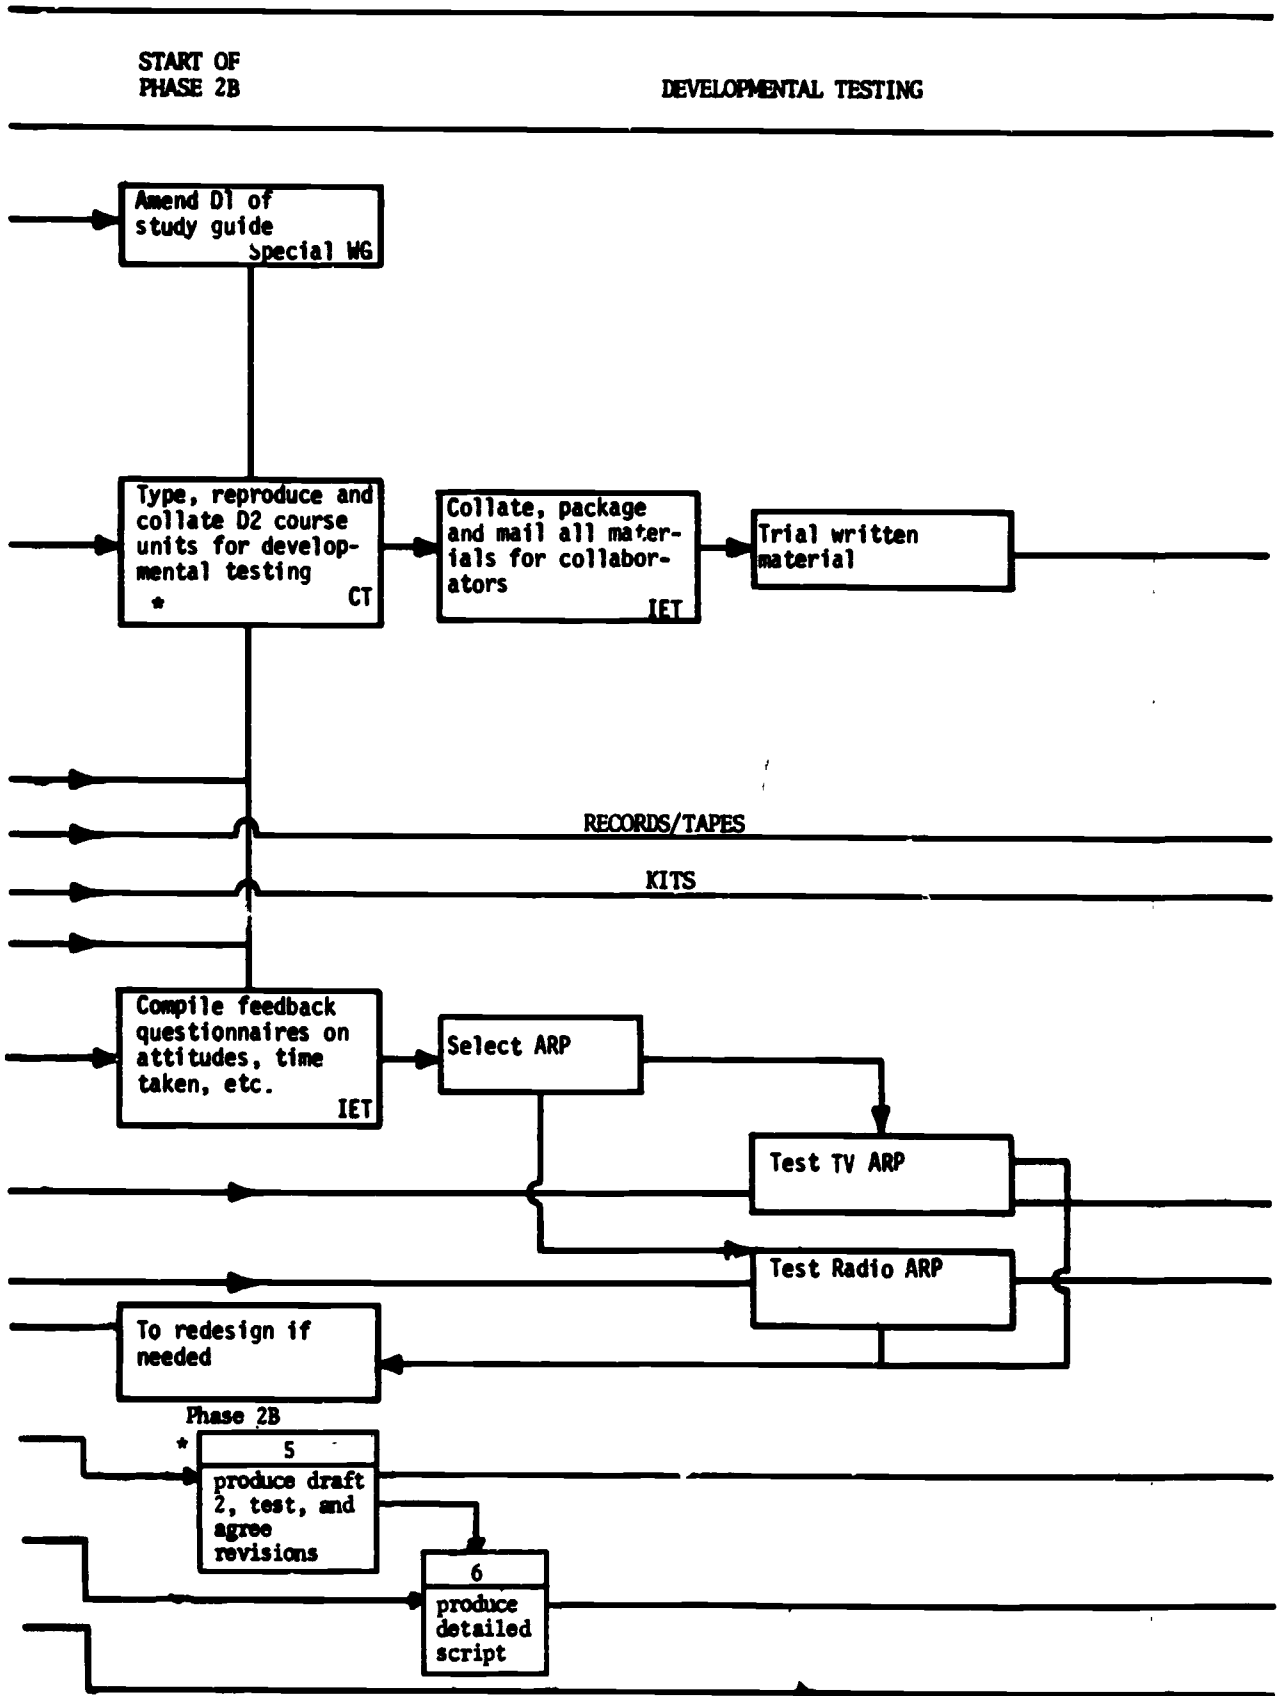 START OF
PHASE 2B
DEVELOPMENTAL TESTING
Amend D1 of
study guide
Special WG
Type, reproduce and
collate D2 course
units for develop-
mental testing
* CT
Collate, package
and mail all mater-
ials for collabor-
ators
IET
Trial written
material
RECORDS/TAPES
KITS
Compile feedback
questionnaires on
attitudes, time
taken, etc.
IET
Select ARP
Test TV ARP
Test Radio ARP
To redesign if
needed
Phase 2B
* 5
produce draft
2, test, and
agree
revisions
6
produce
detailed
script